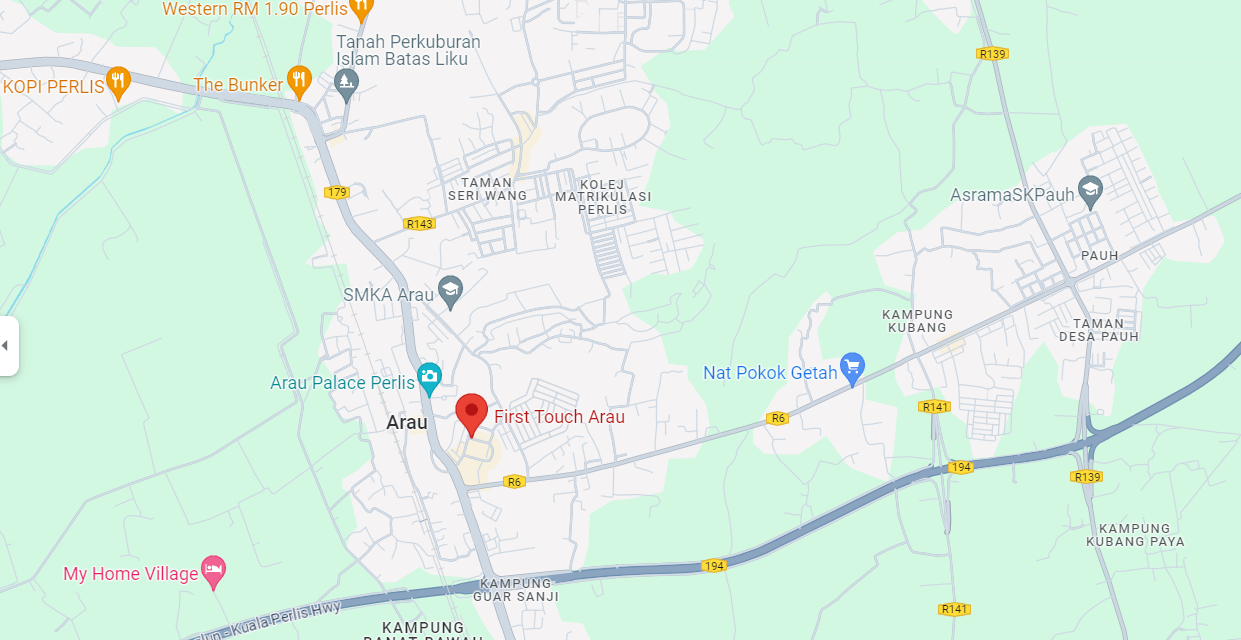 Western RM 1.90 Perlis
Tanah Perkuburan
Islam Batas Liku
R139
KOPI PERLIS
The Bunker
179
TAMAN
SERI WANG
KOLEJ
MATRIKULASI
PERLIS
AsramaSKPauh
R143
PAUH
SMKA Arau
KAMPUNG
KUBANG
TAMAN
DESA PAUH
Arau Palace Perlis
Nat Pokok Getah
Arau
First Touch Arau
R6
R141
194
R139
R6
KAMPUNG
KUBANG PAYA
My Home Village
194
KAMPUNG
GUAR SANJI
- Kuala Perlis Hwy
R141
KAMPUNG